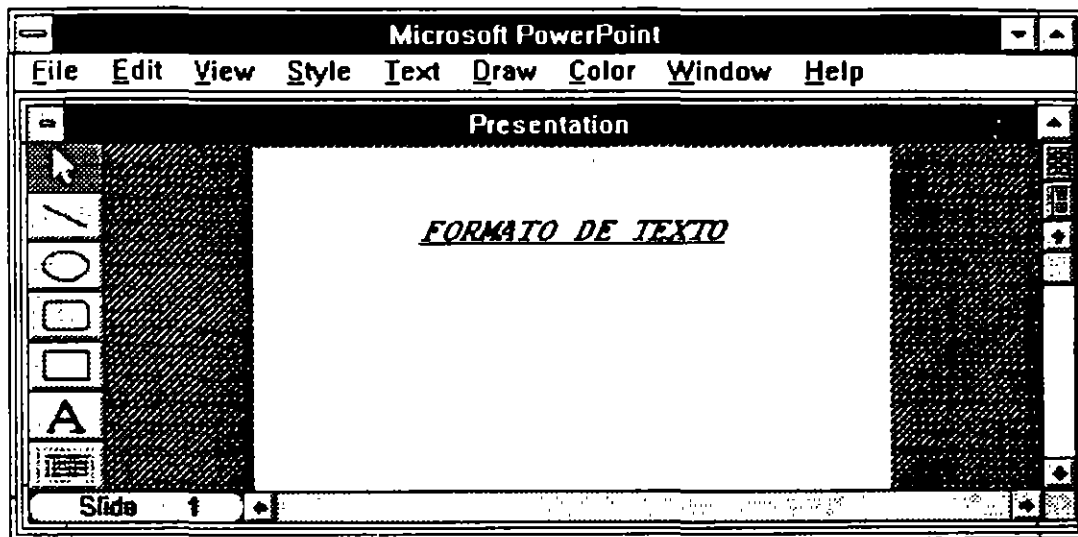 Microsoft PowerPoint
File Edit View Style Text Draw Color Window Help
Presentation
FORMATO DE TEXTO
A
Slide 1